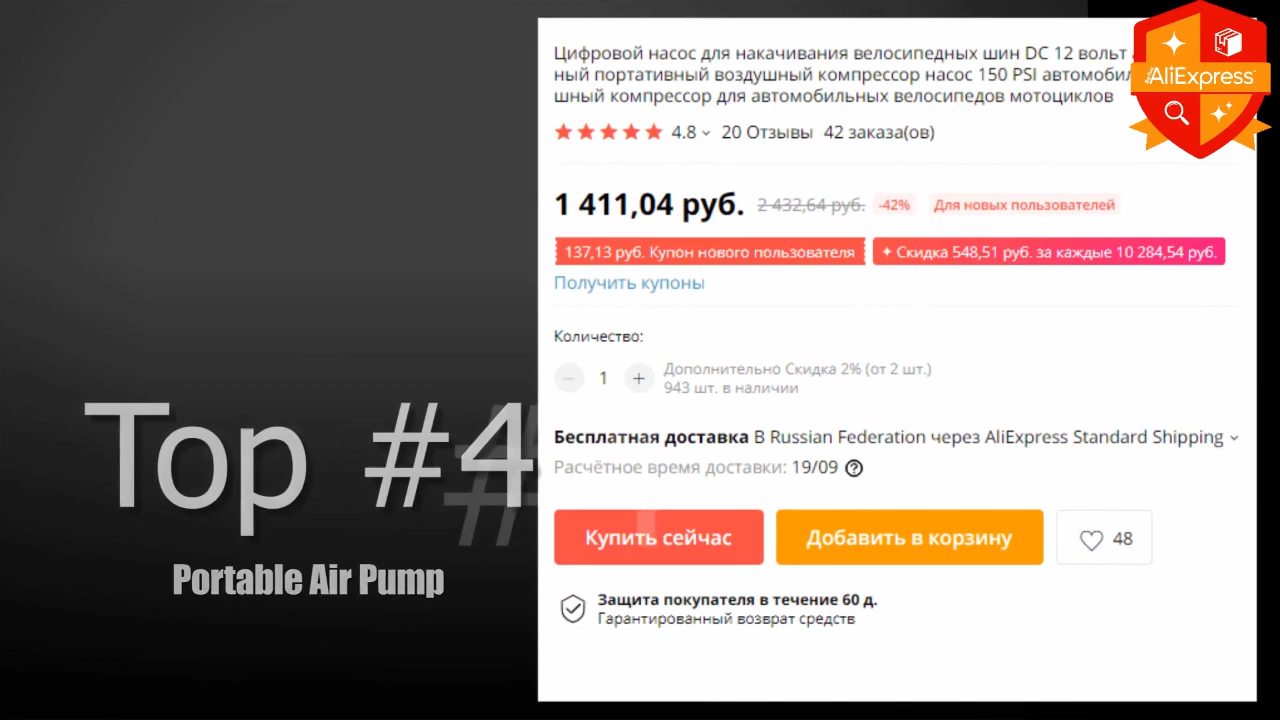 Цифровой насос для накачивания велосипедных шин DC 12 вольт
ный портативный воздушный компрессор насос 150 PSI автомобил
шный компрессор для автомобильных велосипедов мотоциклов
AliExpress
4.8 20 Отзывы 42 заказа(ов)
1 411,04 руб. 2 432,64 руб. -42% Для новых пользователей
137,13 руб. Купон нового пользователя ✦ Скидка 548,51 руб. за каждые 10 284,54 руб.
Получить купоны
Количество:
− 1 + Дополнительно Скидка 2% (от 2 шт.)
943 шт. в наличии
Top #4
Portable Air Pump
Бесплатная доставка В Russian Federation через AliExpress Standard Shipping
Расчётное время доставки: 19/09 ?
Купить сейчас Добавить в корзину 48
Защита покупателя в течение 60 д.
Гарантированный возврат средств